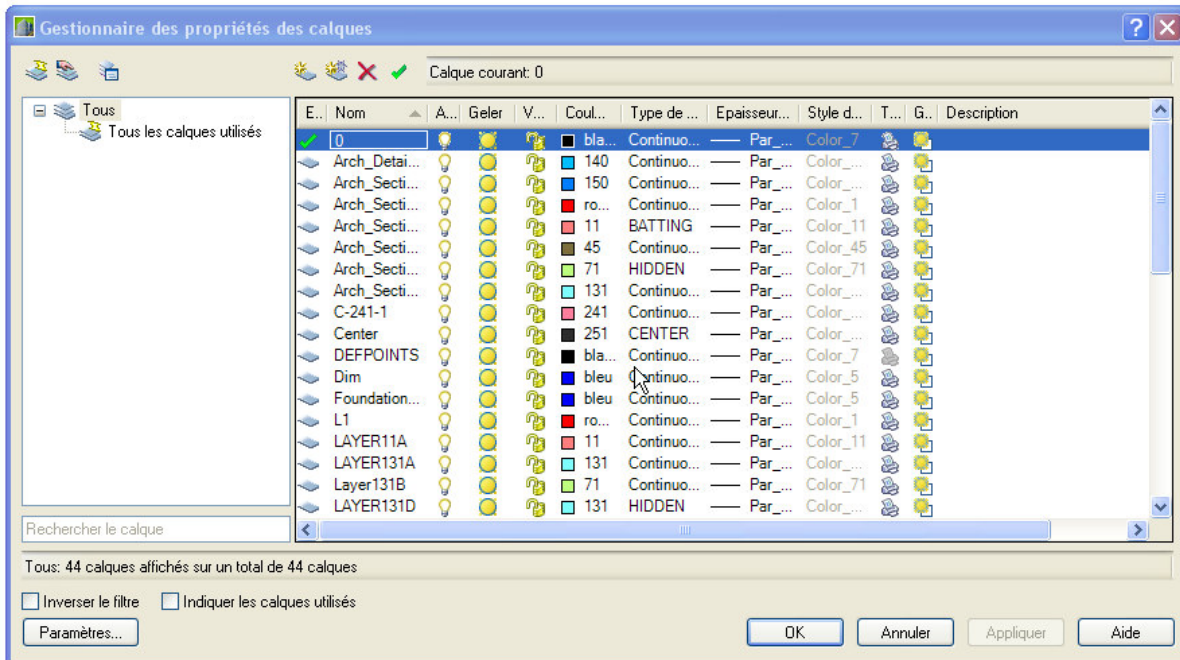 Gestionnaire des propriétés des calques
Calque courant: 0
Tous
Tous les calques utilisés
E.. Nom A... Geler V... Coul... Type de ... Epaisseur... Style d... T... G.. Description
0 bla... Continuo... Par_... Color_7
Arch_Detai... 140 Continuo... Par_... Color_...
Arch_Secti... 150 Continuo... Par_... Color_...
Arch_Secti... ro... Continuo... Par_... Color_1
Arch_Secti... 11 BATTING Par_... Color_11
Arch_Secti... 45 Continuo... Par_... Color_45
Arch_Secti... 71 HIDDEN Par_... Color_71
Arch_Secti... 131 Continuo... Par_... Color_...
C-241-1 241 Continuo... Par_... Color_...
Center 251 CENTER Par_... Color_...
DEFPOINTS bla... Continuo... Par_... Color_7
Dim bleu Continuo... Par_... Color_5
Foundation... bleu Continuo... Par_... Color_5
L1 ro... Continuo... Par_... Color_1
LAYER11A 11 Continuo... Par_... Color_11
LAYER131A 131 Continuo... Par_... Color_...
Layer131B 71 Continuo... Par_... Color_71
LAYER131D 131 HIDDEN Par_... Color_...
Rechercher le calque
Tous: 44 calques affichés sur un total de 44 calques
Inverser le filtre Indiquer les calques utilisés
Paramètres... OK Annuler Appliquer Aide